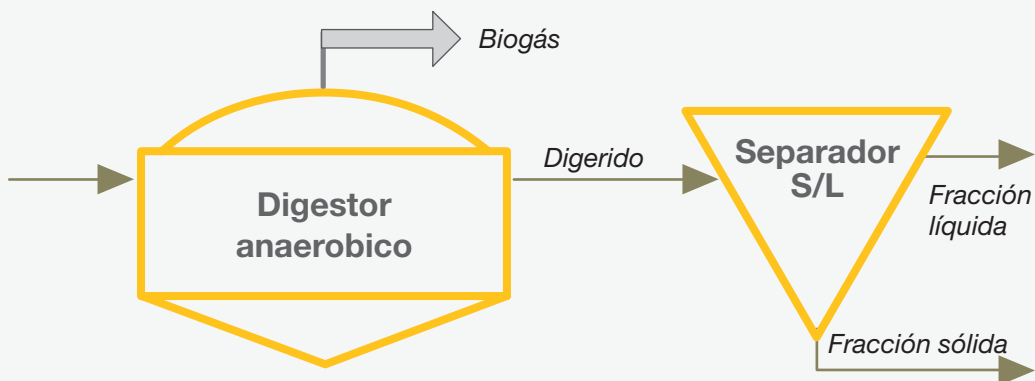 Biogás
Digestor
anaerobico
Digerido
Separador
S/L
Fracción
líquida
Fracción sólida